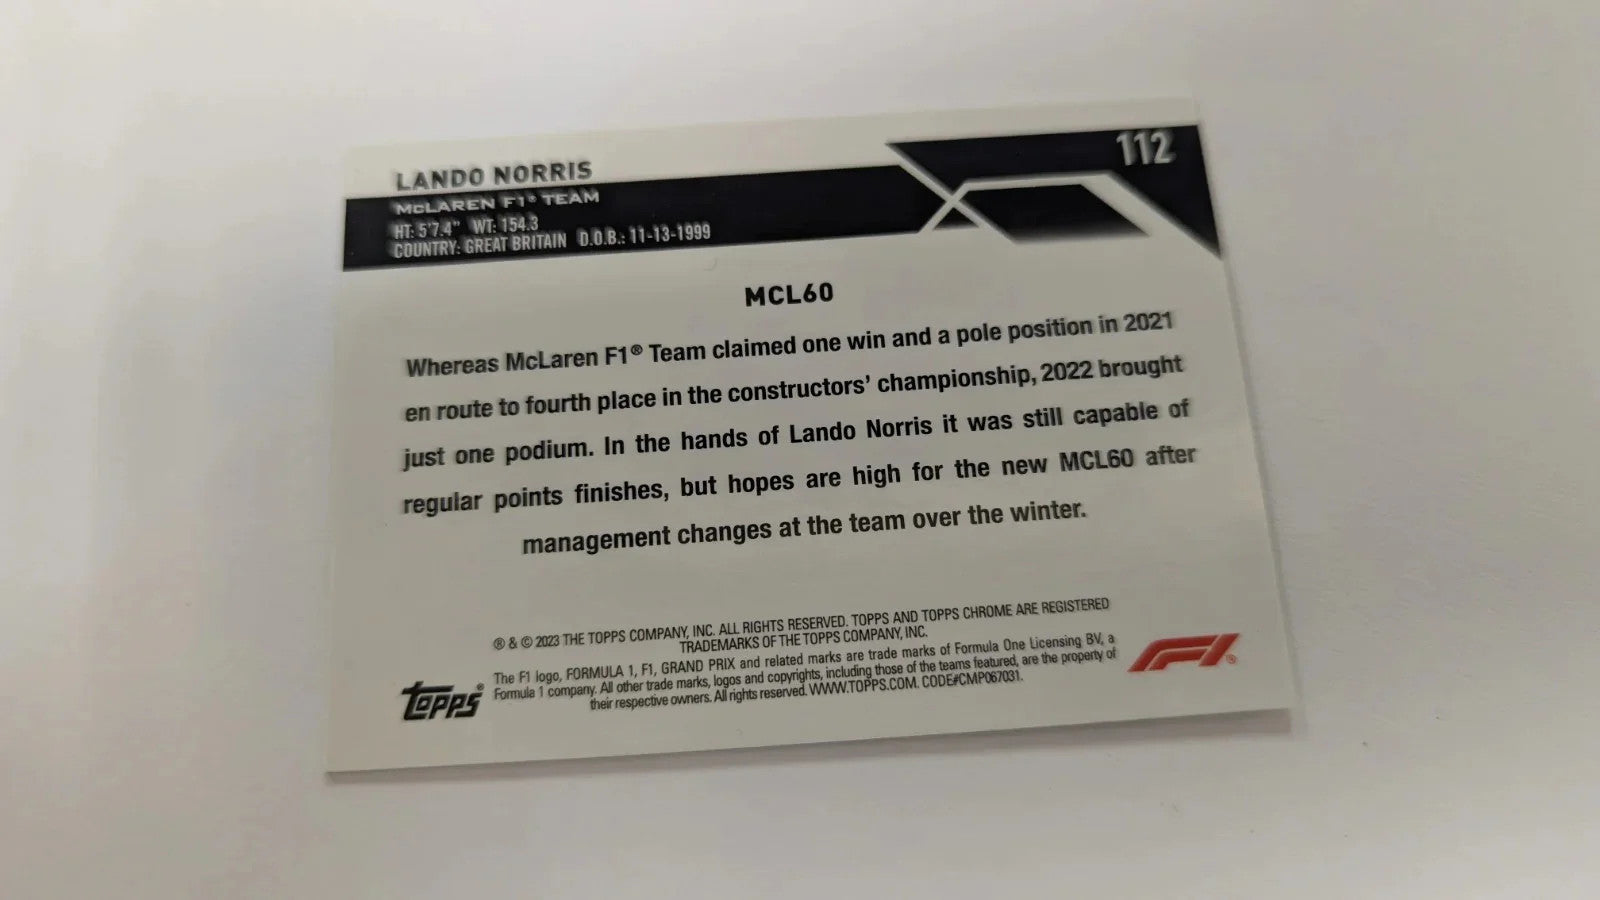 LANDO NORRIS
112
McLAREN F1® TEAM
HT: 5'7.4" WT: 154.3
COUNTRY: GREAT BRITAIN D.O.B.: 11-13-1999
MCL60
Whereas McLaren F1® Team claimed one win and a pole position in 2021
en route to fourth place in the constructors' championship, 2022 brought
just one podium. In the hands of Lando Norris it was still capable of
regular points finishes, but hopes are high for the new MCL60 after
management changes at the team over the winter.
® & © 2023 THE TOPPS COMPANY, INC. ALL RIGHTS RESERVED. TOPPS AND TOPPS CHROME ARE REGISTERED
TRADEMARKS OF THE TOPPS COMPANY, INC.
The F1 logo, FORMULA 1, F1, GRAND PRIX and related marks are trade marks of Formula One Licensing BV, a
Formula 1 company. All other trade marks, logos and copyrights, including those of the teams featured, are the property of
their respective owners. All rights reserved. WWW.TOPPS.COM. CODE#CMP067031.
TOPPS®
F1®